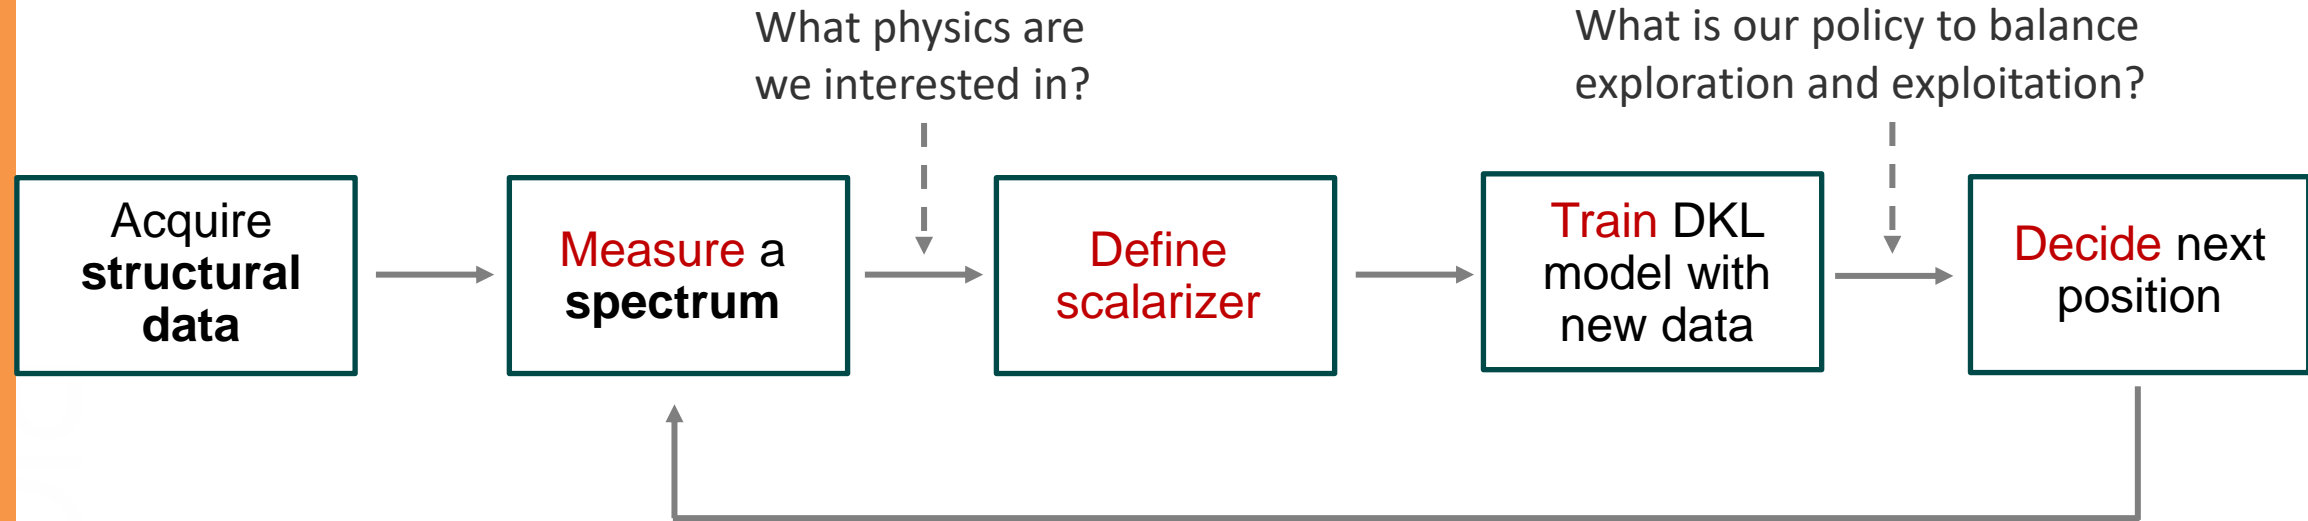 What physics are
we interested in?
What is our policy to balance
exploration and exploitation?
Acquire
structural
data
Measure a
spectrum
Define
scalarizer
Train DKL
model with
new data
Decide next
position